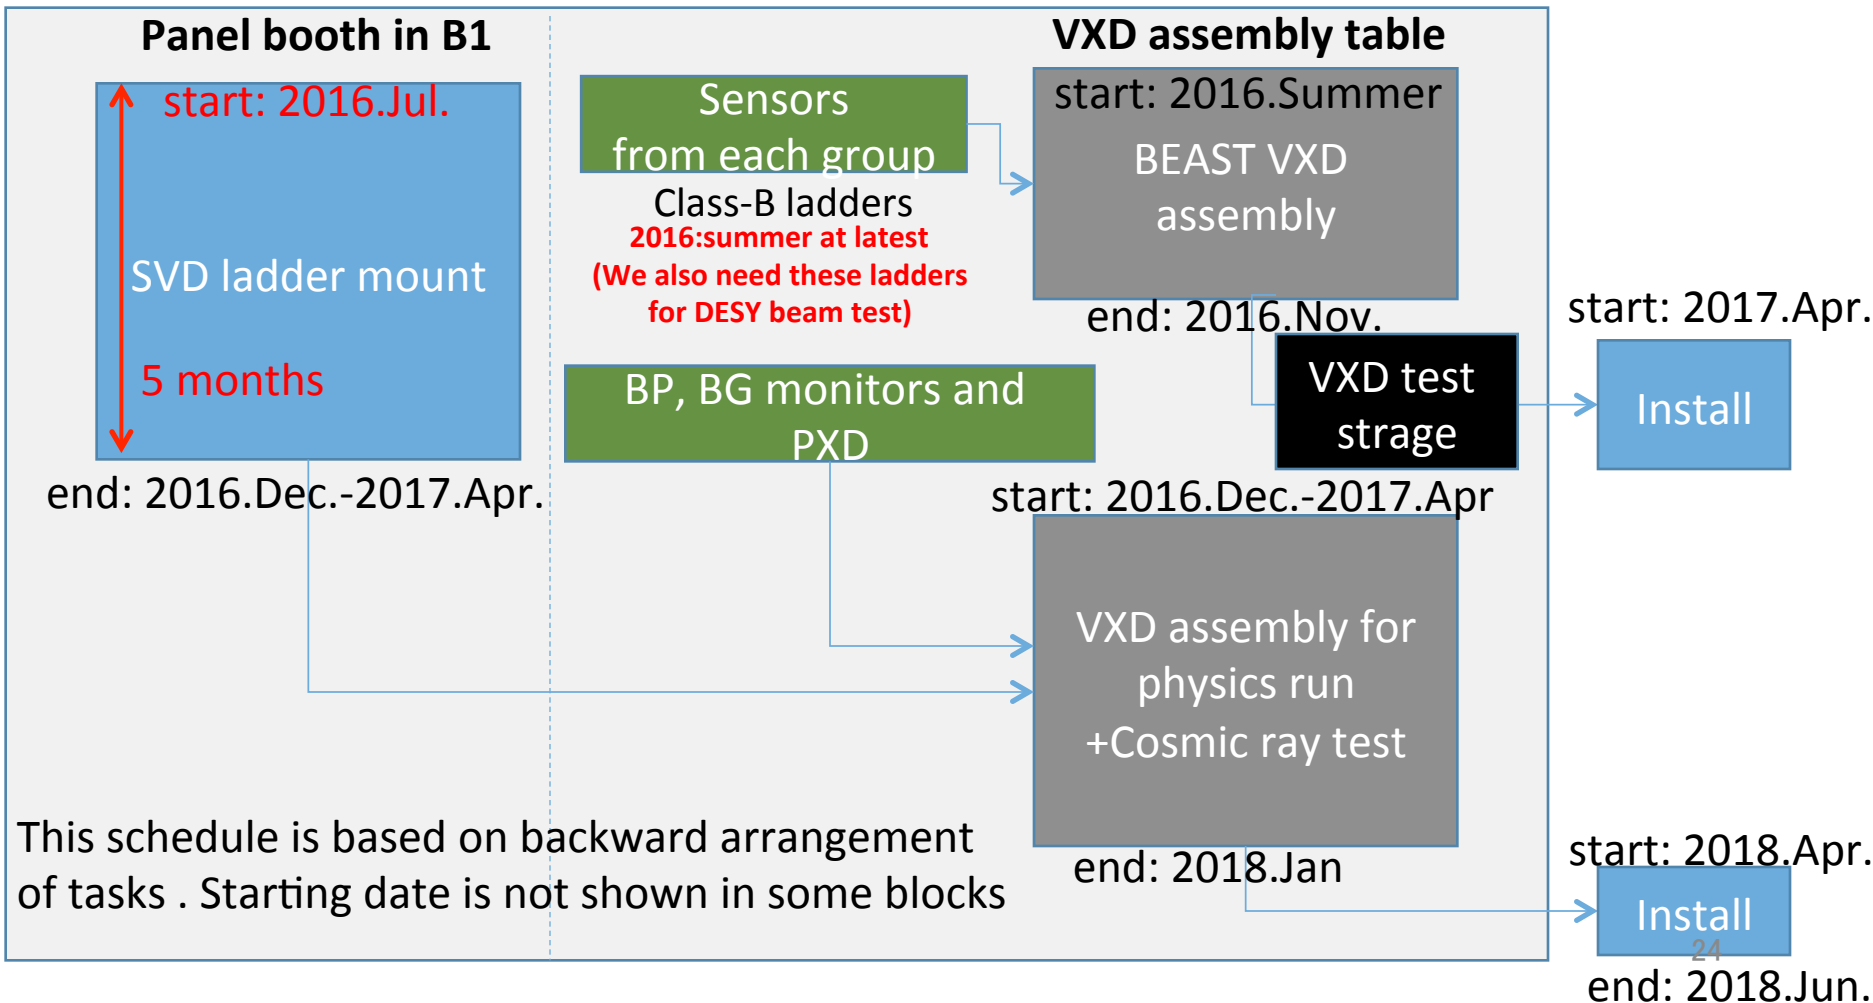 Panel booth in B1
start: 2016.Jul.
SVD ladder mount
5 months
end: 2016.Dec.-2017.Apr.
Sensors
from each group
Class-B ladders
2016:summer at latest
(We also need these ladders
for DESY beam test)
BP, BG monitors and
PXD
VXD assembly table
start: 2016.Summer
BEAST VXD
assembly
end: 2016.Nov.
VXD test
strage
start: 2017.Apr.
Install
start: 2016.Dec.-2017.Apr
VXD assembly for
physics run
+Cosmic ray test
end: 2018.Jan
start: 2018.Apr.
Install
24
end: 2018.Jun.
This schedule is based on backward arrangement
of tasks . Starting date is not shown in some blocks